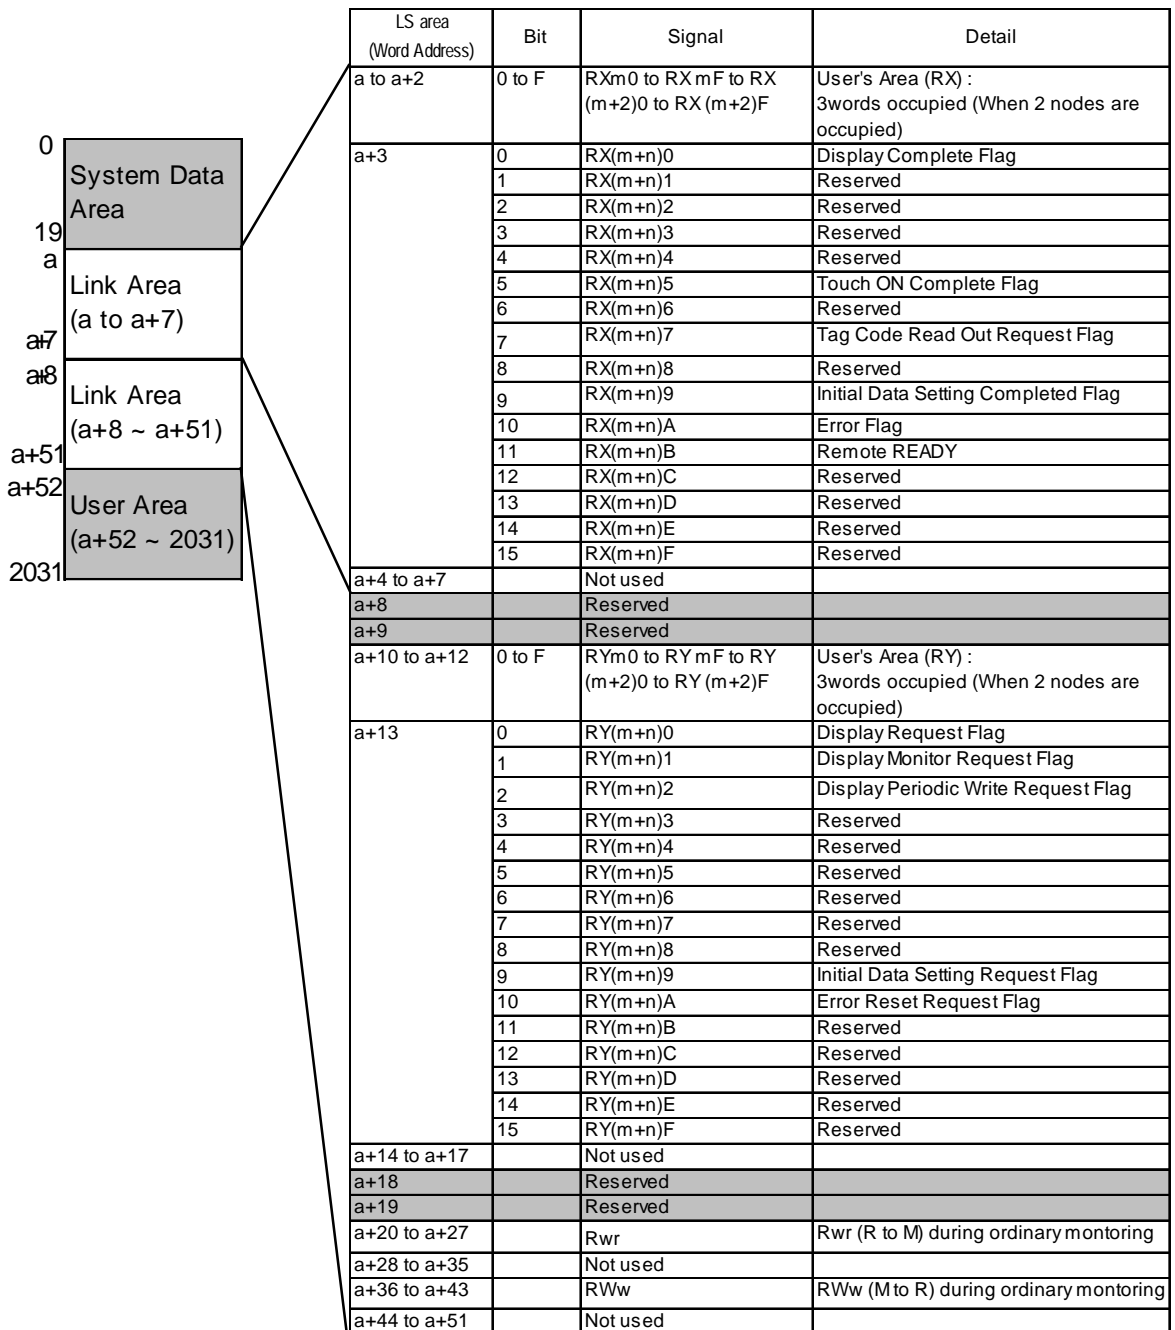 0
System Data
Area
19
a
Link Area
(a to a+7)
a+7
a+8
Link Area
(a+8 ~ a+51)
a+51
a+52
User Area
(a+52 ~ 2031)
2031
LS area
(Word Address) Bit Signal Detail
a to a+2 0 to F RXm0 to RXmF to RX User's Area (RX) :
(m+2)0 to RX(m+2)F 3words occupied (When 2 nodes are
occupied)
a+3 0 RX(m+n)0 Display Complete Flag
1 RX(m+n)1 Reserved
2 RX(m+n)2 Reserved
3 RX(m+n)3 Reserved
4 RX(m+n)4 Reserved
5 RX(m+n)5 Touch ON Complete Flag
6 RX(m+n)6 Reserved
7 RX(m+n)7 Tag Code Read Out Request Flag
8 RX(m+n)8 Reserved
9 RX(m+n)9 Initial Data Setting Completed Flag
10 RX(m+n)A Error Flag
11 RX(m+n)B Remote READY
12 RX(m+n)C Reserved
13 RX(m+n)D Reserved
14 RX(m+n)E Reserved
15 RX(m+n)F Reserved
a+4 to a+7 Not used
a+8 Reserved
a+9 Reserved
a+10 to a+12 0 to F RYm0 to RYmF to RY User's Area (RY) :
(m+2)0 to RY(m+2)F 3words occupied (When 2 nodes are
occupied)
a+13 0 RY(m+n)0 Display Request Flag
1 RY(m+n)1 Display Monitor Request Flag
2 RY(m+n)2 Display Periodic Write Request Flag
3 RY(m+n)3 Reserved
4 RY(m+n)4 Reserved
5 RY(m+n)5 Reserved
6 RY(m+n)6 Reserved
7 RY(m+n)7 Reserved
8 RY(m+n)8 Reserved
9 RY(m+n)9 Initial Data Setting Request Flag
10 RY(m+n)A Error Reset Request Flag
11 RY(m+n)B Reserved
12 RY(m+n)C Reserved
13 RY(m+n)D Reserved
14 RY(m+n)E Reserved
15 RY(m+n)F Reserved
a+14 to a+17 Not used
a+18 Reserved
a+19 Reserved
a+20 to a+27 Rwr Rwr (R to M) during ordinary montoring
a+28 to a+35 Not used
a+36 to a+43 RWw RWw (M to R) during ordinary montoring
a+44 to a+51 Not used